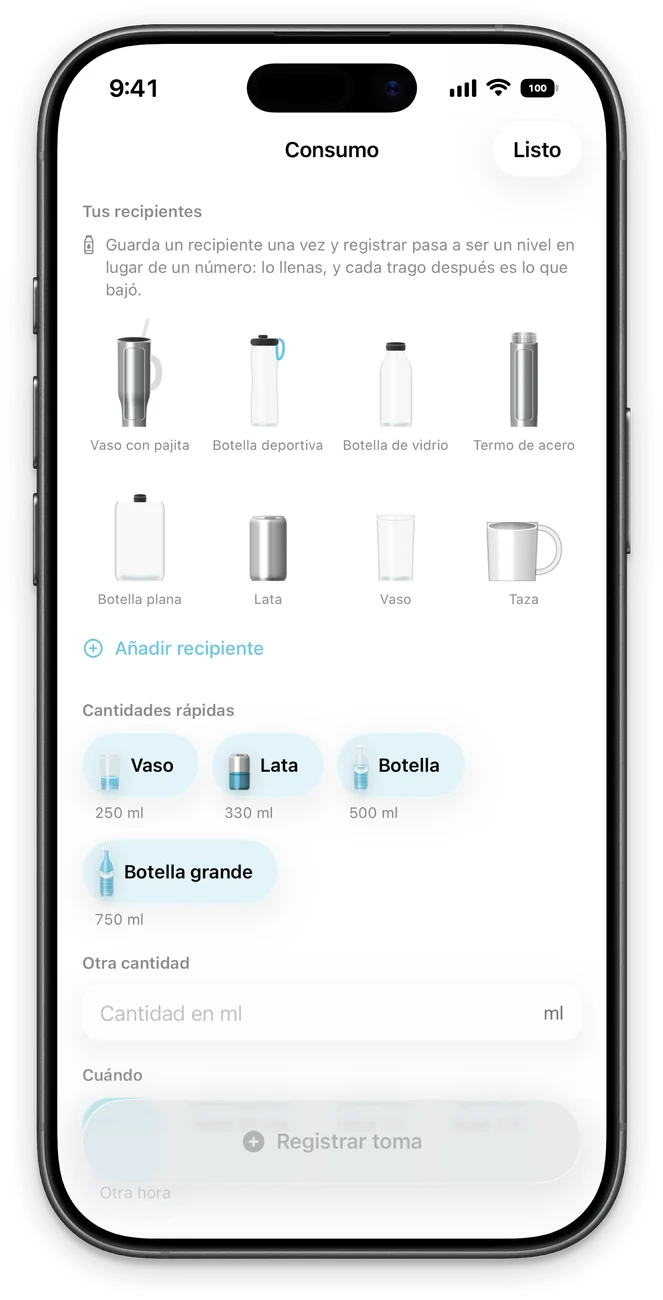 9:41
100
Consumo
Listo
Tus recipientes
Guarda un recipiente una vez y registrar pasa a ser un nivel en
lugar de un número: lo llenas, y cada trago después es lo que
bajó.
Vaso con pajita
Botella deportiva
Botella de vidrio
Termo de acero
Botella plana
Lata
Vaso
Taza
Añadir recipiente
Cantidades rápidas
Vaso
Lata
Botella
250 ml
330 ml
500 ml
Botella grande
750 ml
Otra cantidad
Cantidad en ml
ml
Cuándo
Registrar toma
Otra hora